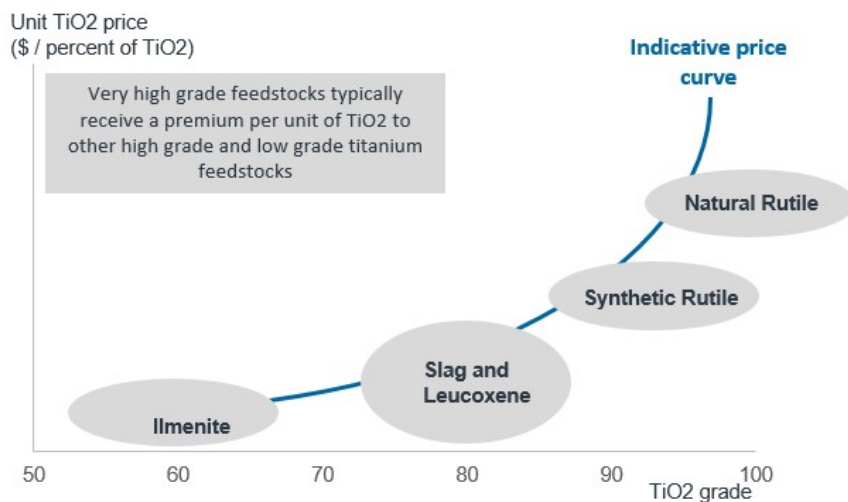 Unit TiO2 price
($ / percent of TiO2)
Indicative price
curve
Very high grade feedstocks typically
receive a premium per unit of TiO2 to
other high grade and low grade titanium
feedstocks
Natural Rutile
Synthetic Rutile
Slag and
Leucoxene
Ilmenite
50 60 70 80 90 100
TiO2 grade